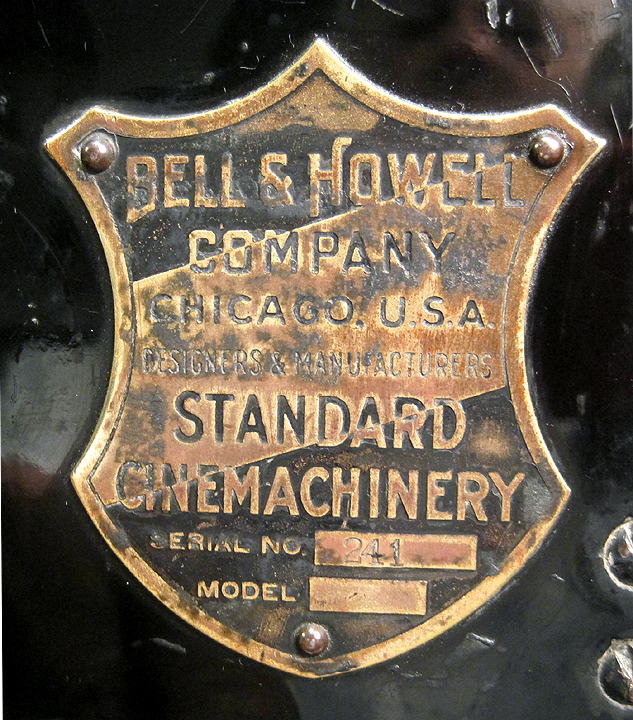 BELL & HOWELL
COMPANY
CHICAGO, U.S.A.
DESIGNERS & MANUFACTURERS
STANDARD
CINEMACHINERY
SERIAL NO. 241
MODEL